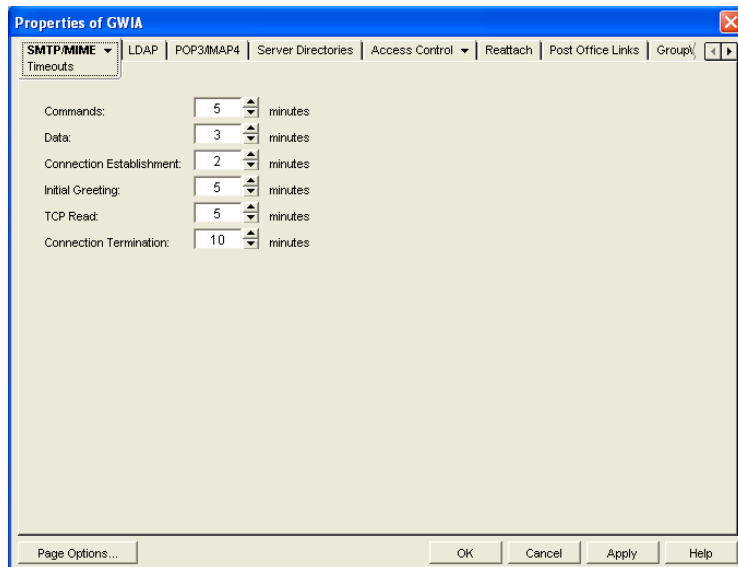 Properties of GWIA
SMTP/MIME LDAP POP3/IMAP4 Server Directories Access Control Reattach Post Office Links
Timeouts
Commands: 5 minutes
Data: 3 minutes
Connection Establishment: 2 minutes
Initial Greeting: 5 minutes
TCP Read: 5 minutes
Connection Termination: 10 minutes
Page Options... OK Cancel Apply Help